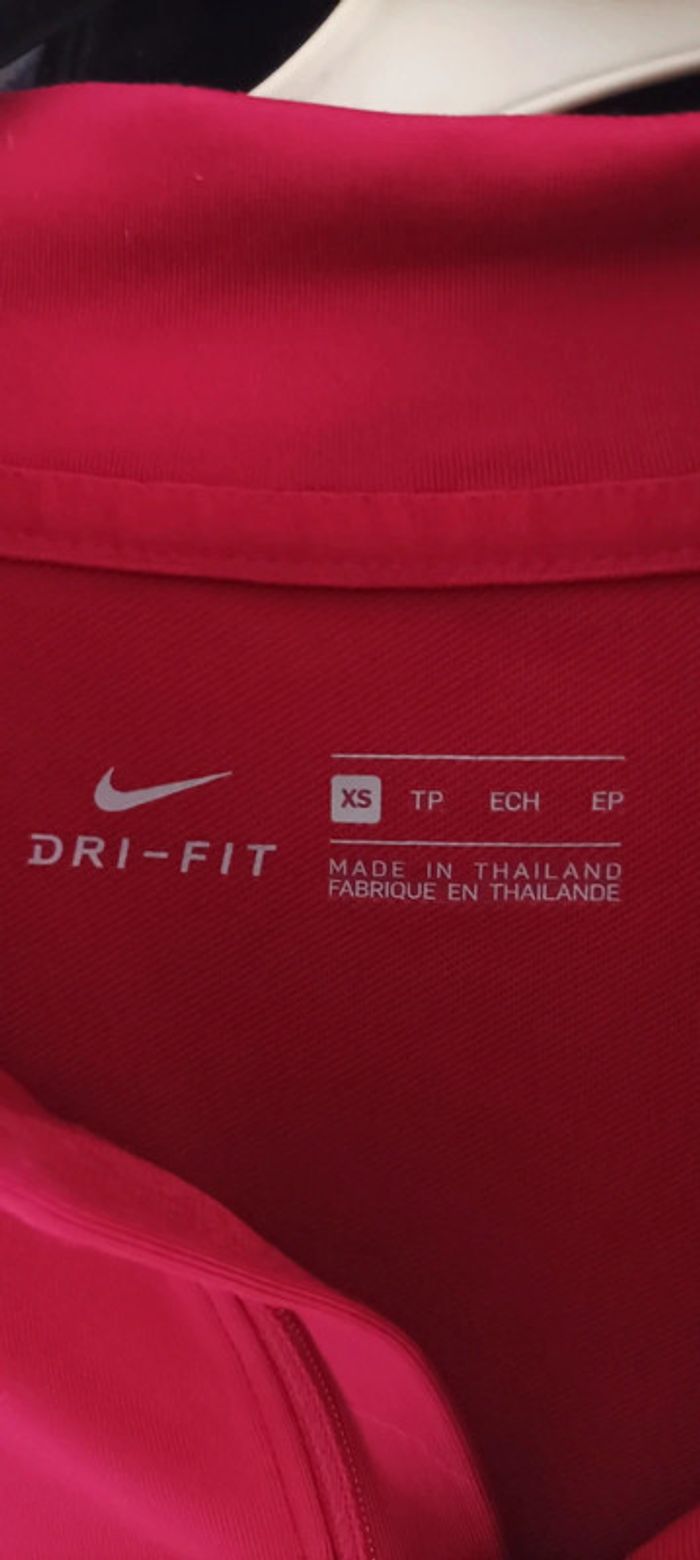 XS TP ECH EP
DRI-FIT
MADE IN THAILAND
FABRIQUE EN THAILANDE